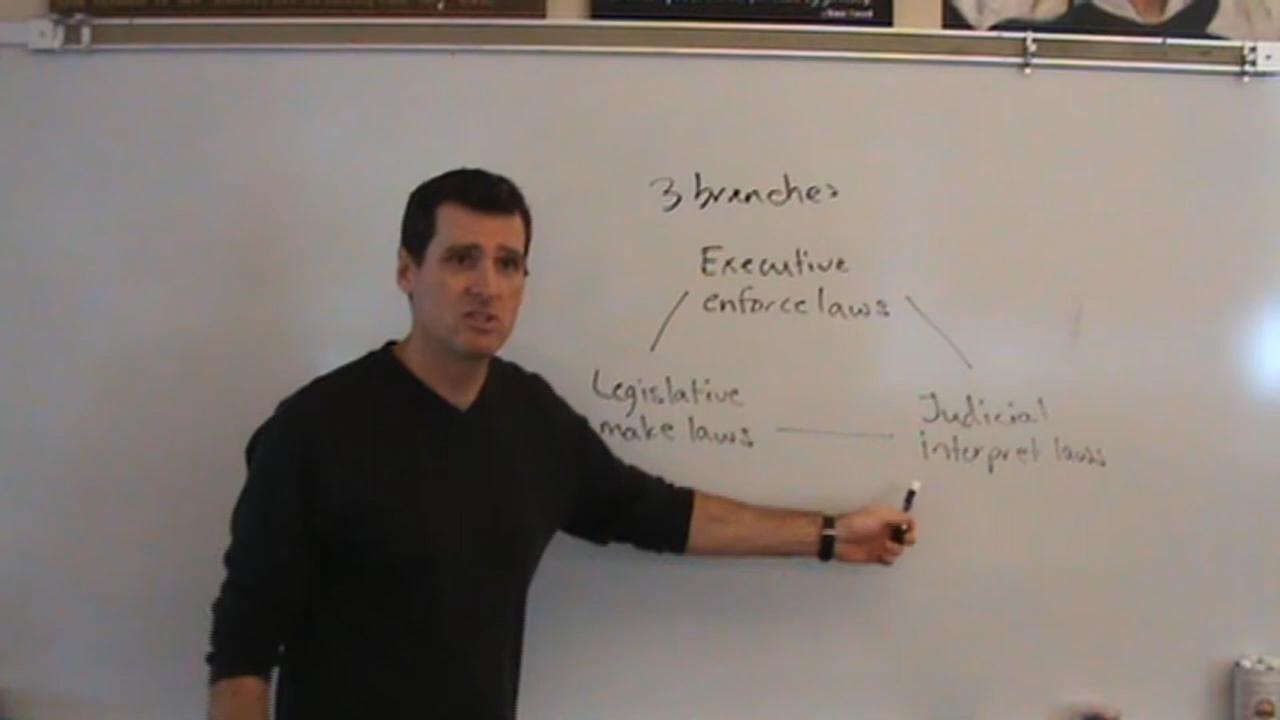 3 branches
Executive
enforce laws
Legislative
make laws
Judicial
interpret laws